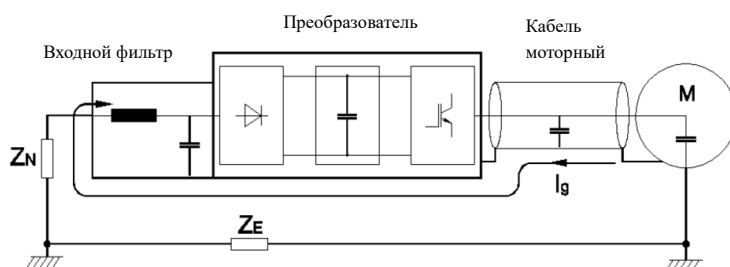 Преобразователь
Входной фильтр
Кабель
моторный
M
ZN
Ig
ZE